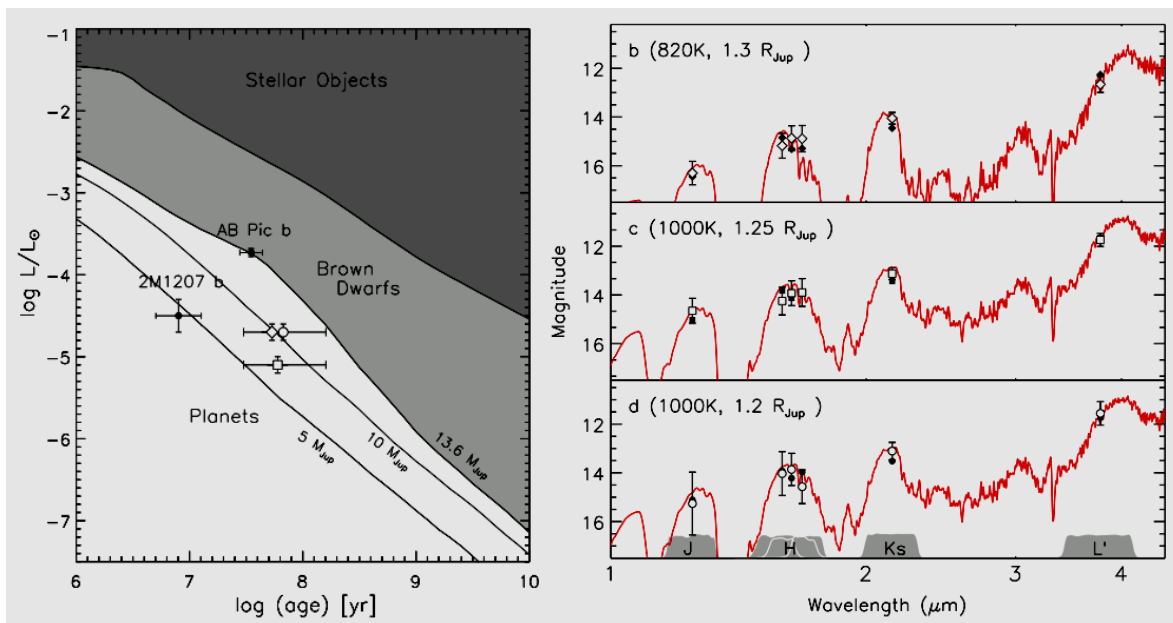 -1
-2
-3
-4
-5
-6
-7
log L/L⊙
Stellar Objects
AB Pic b
Brown
Dwarfs
2M1207 b
Planets
5 MJup
10 MJup
13.6 MJup
6 7 8 9 10
log (age) [yr]
b (820K, 1.3 RJup )
12
14
16
c (1000K, 1.25 RJup )
12
14
16
d (1000K, 1.2 RJup )
12
14
16
Magnitude
J H Ks L'
1 2 3 4
Wavelength (μm)